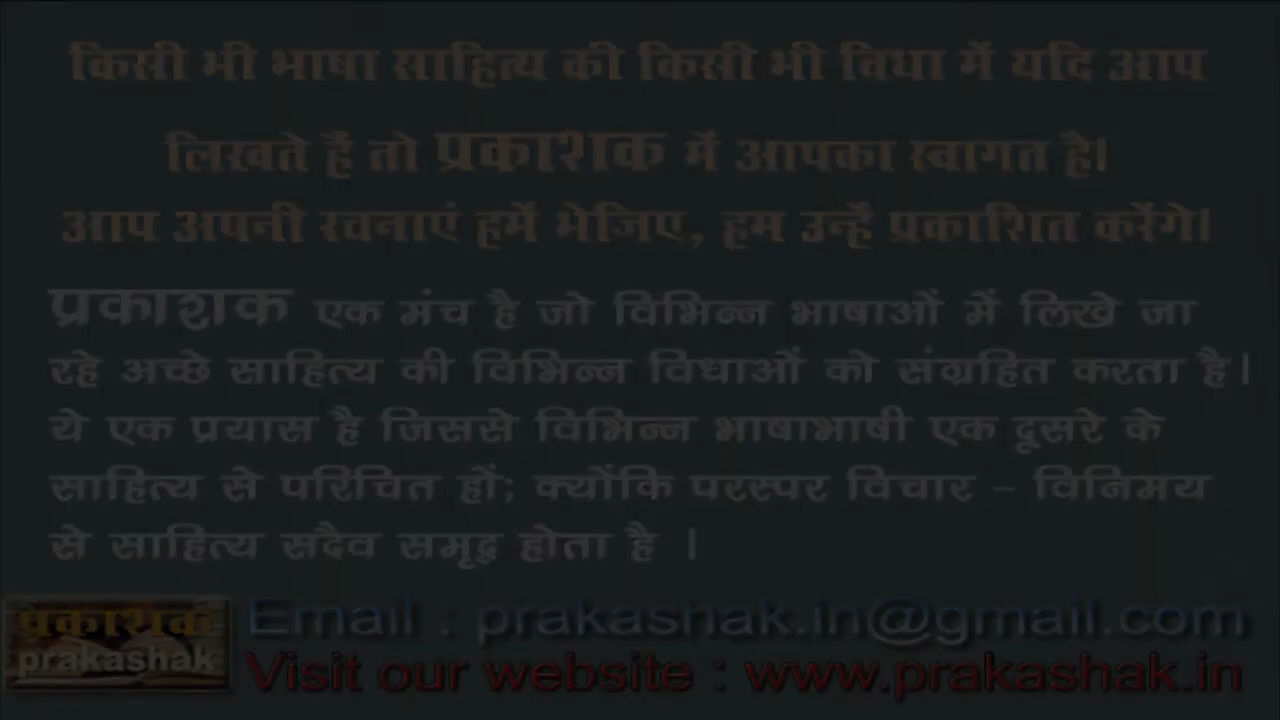 किसी भी भाषा साहित्य की किसी भी विधा में यदि आप
लिखते हैं तो प्रकाशक में आपका स्वागत है।
आप अपनी रचनाएं हमें भेजिए, हम उन्हें प्रकाशित करेंगे।
प्रकाशक एक मंच है जो विभिन्न भाषाओं में लिखे जा
रहे अच्छे साहित्य की विभिन्न विधाओं को संग्रहित करता है।
ये एक प्रयास है जिससे विभिन्न भाषाभाषी एक दूसरे के
साहित्य से परिचित हों; क्योंकि परस्पर विचार – विनिमय
से साहित्य सदैव समृद्ध होता है ।
प्रकाशक
prakashak
Email : prakashak.in@gmail.com
Visit our website : www.prakashak.in